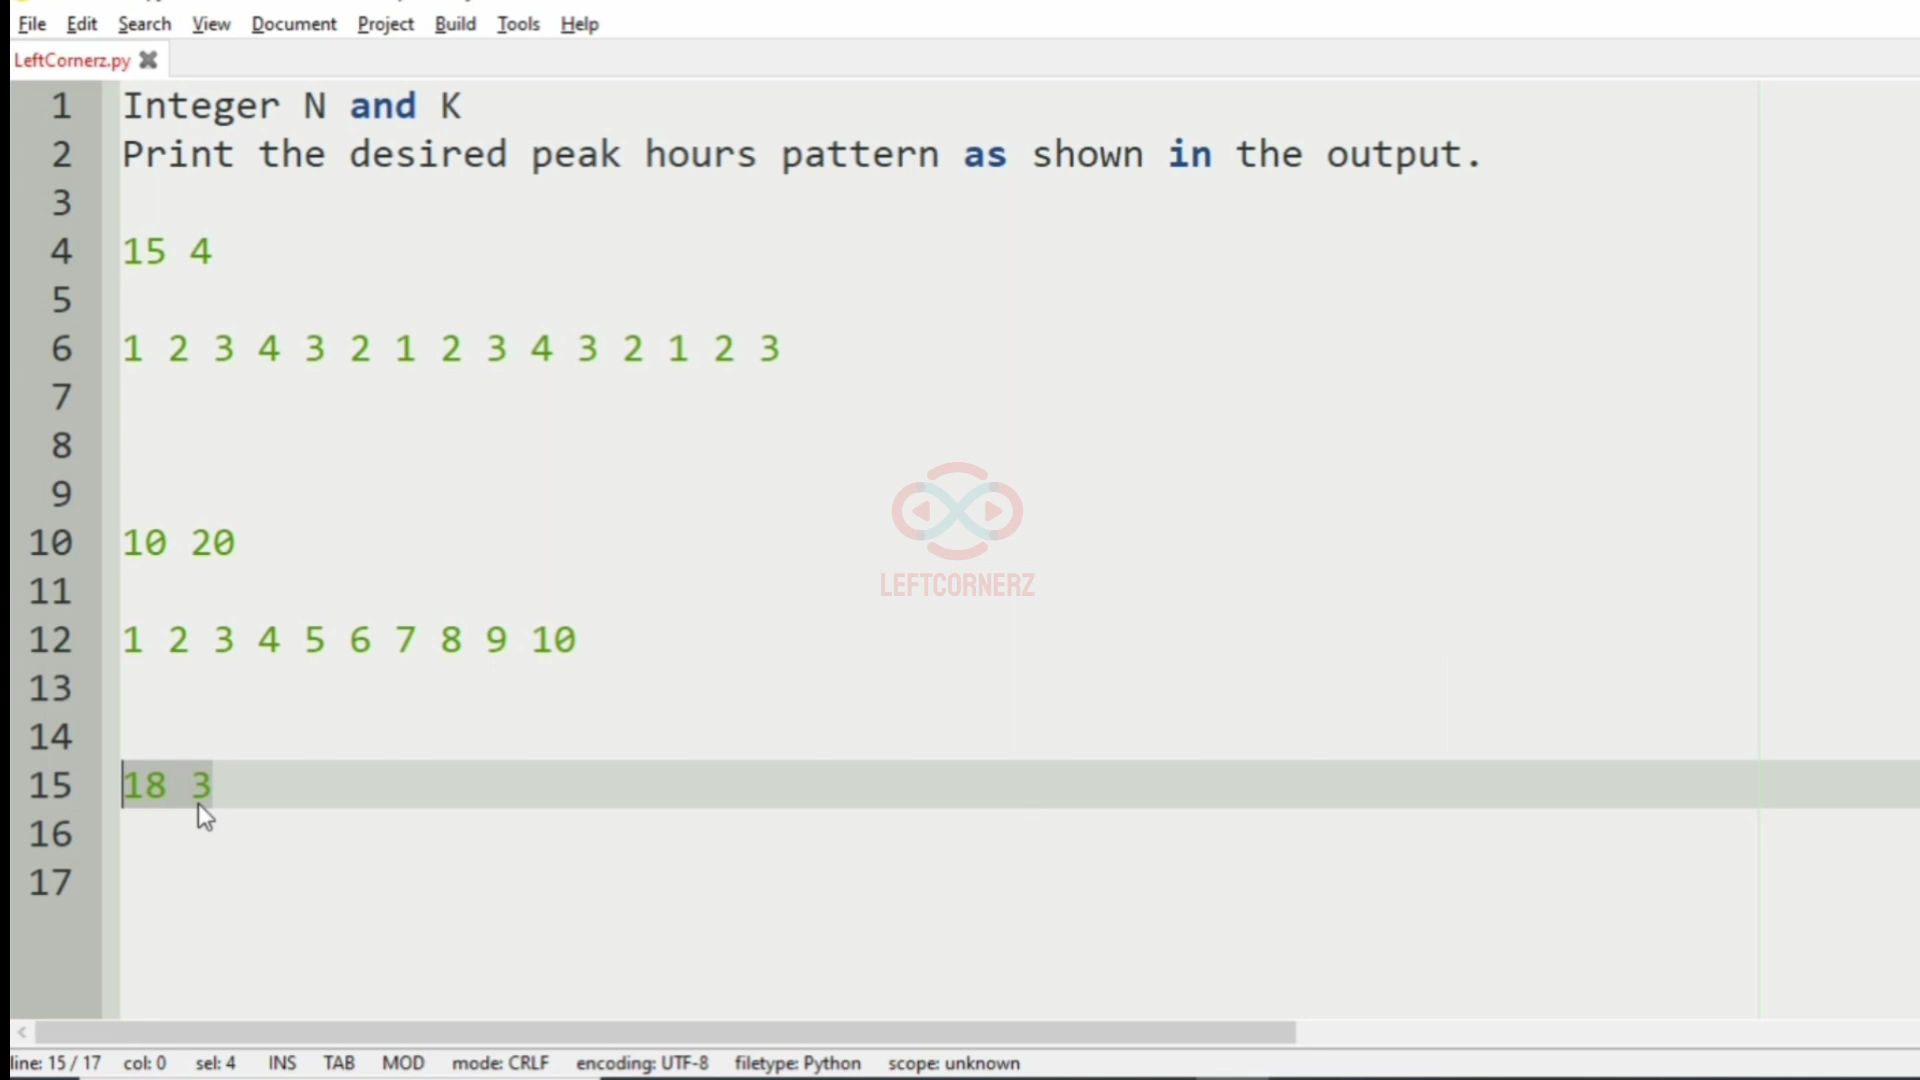 File Edit Search View Document Project Build Tools Help
LeftCornerz.py
1 Integer N and K
2 Print the desired peak hours pattern as shown in the output.
3
4 15 4
5
6 1 2 3 4 3 2 1 2 3 4 3 2 1 2 3
7
8
9
10 10 20
11
12 1 2 3 4 5 6 7 8 9 10
13
14
15 18 3
16
17
LEFTCORNERZ
line: 15 / 17 col: 0 sel: 4 INS TAB MOD mode: CRLF encoding: UTF-8 filetype: Python scope: unknown